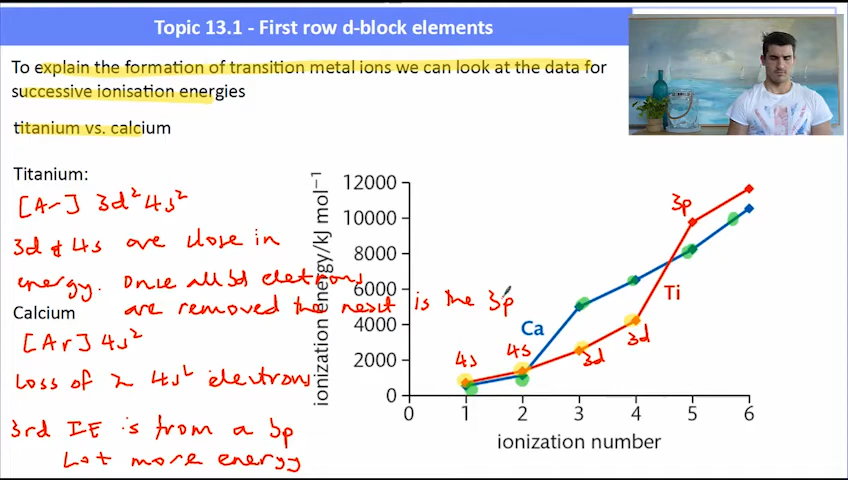 Topic 13.1 - First row d-block elements
To explain the formation of transition metal ions we can look at the data for
successive ionisation energies
titanium vs. calcium
Titanium:
[Ar] 3d² 4s²
3d & 4s are close in
energy. Once all 3d eletrons
are removed the next is the 3p
Calcium
[Ar] 4s²
Loss of 2 4s² electrons
3rd IE is from a 3p
Lot more energy
ionization energy/kJ mol⁻¹
12000
10000
8000
6000
4000
2000
0
0 1 2 3 4 5 6
ionization number
Ca
Ti
4s
4s
3d
3d
3p